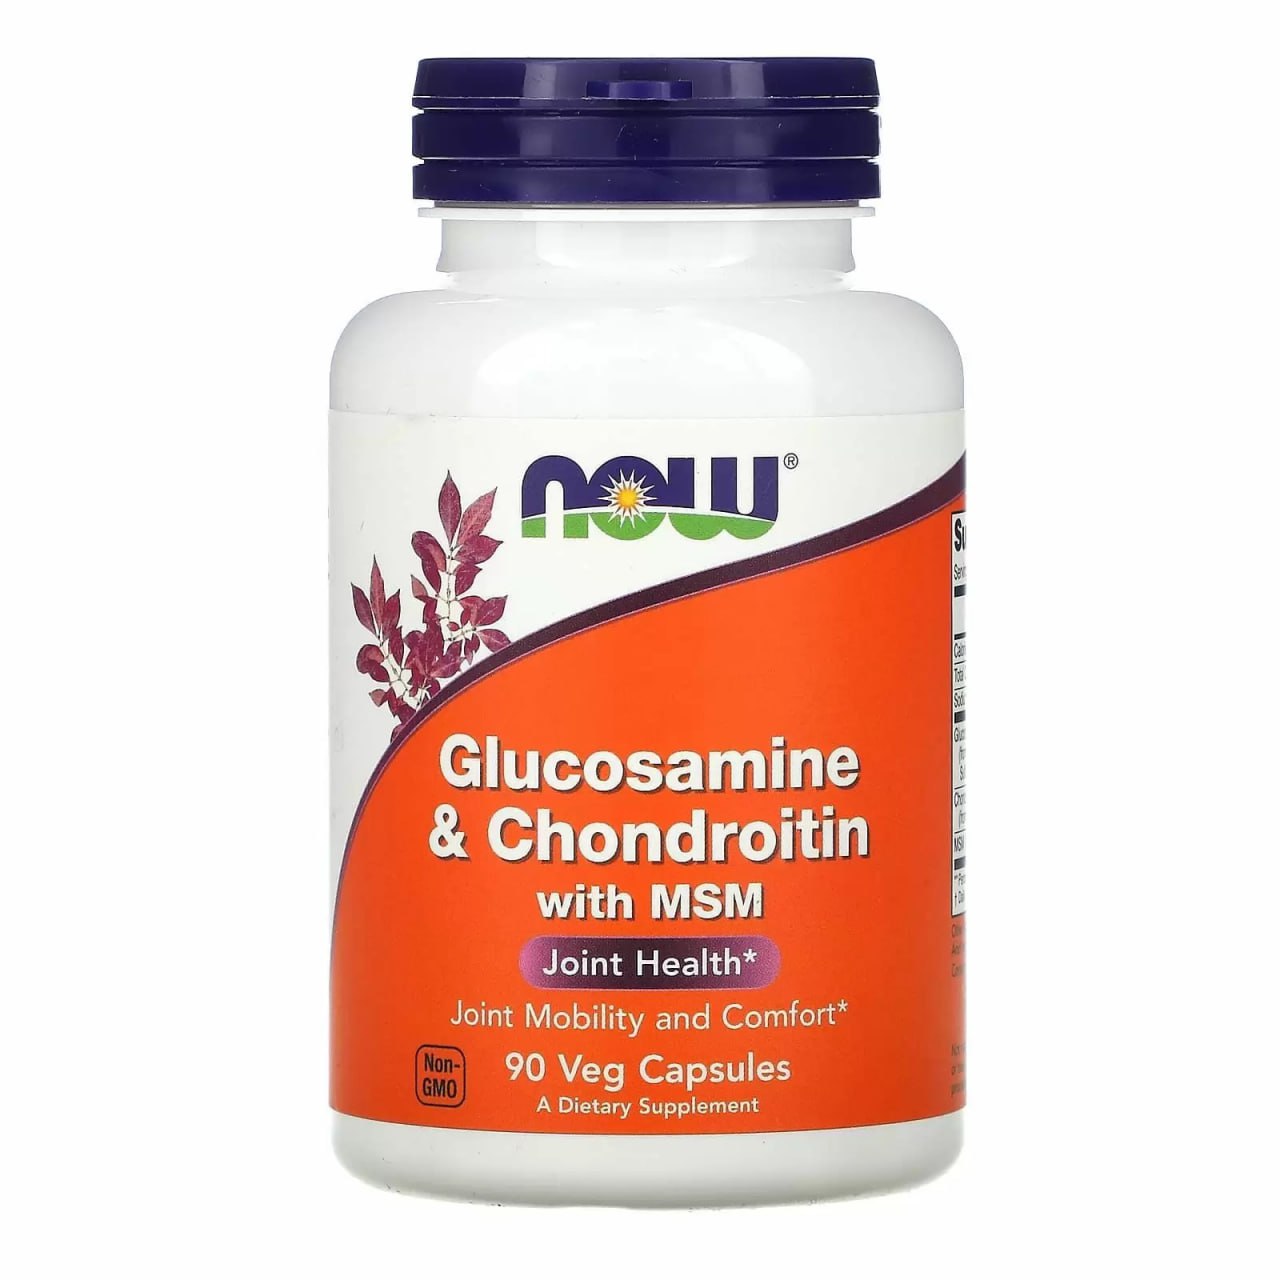 now®
Glucosamine
& Chondroitin
with MSM
Joint Health*
Joint Mobility and Comfort*
Non-
GMO
90 Veg Capsules
A Dietary Supplement